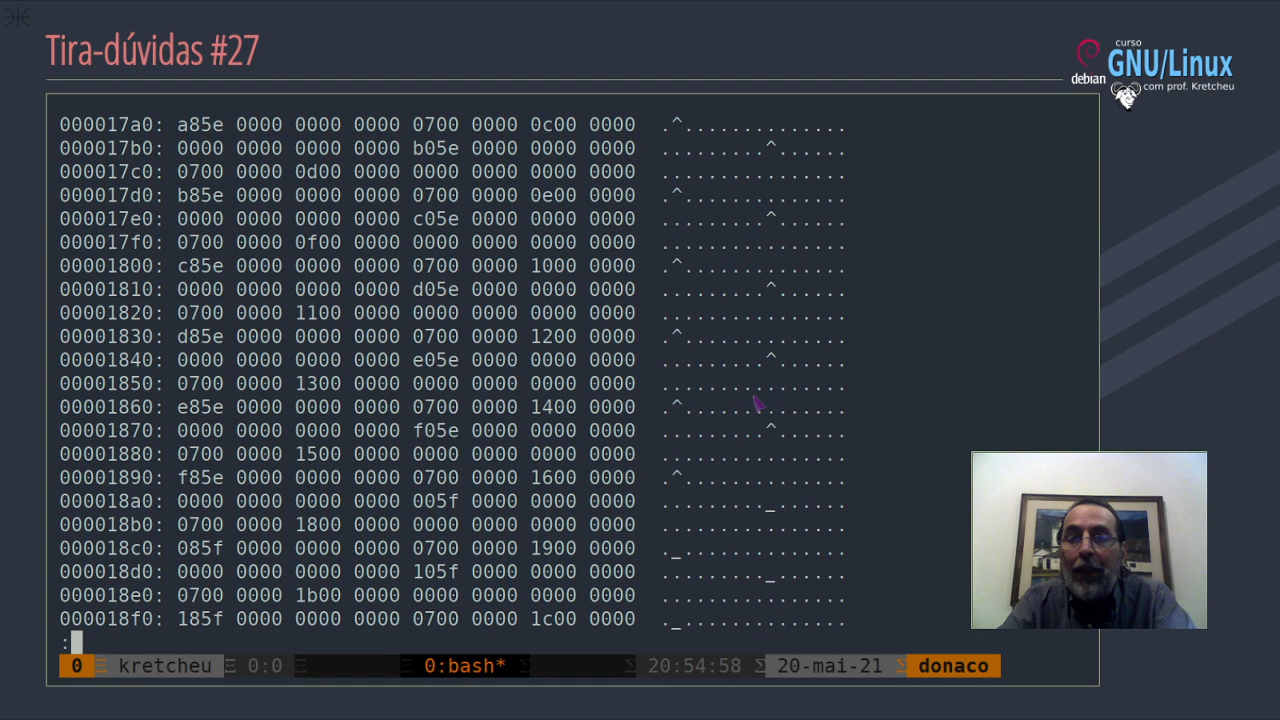 Tira-dúvidas #27
curso
GNU/Linux
debian
com prof. Kretcheu
000017a0: a85e 0000 0000 0000 0700 0000 0c00 0000 .^..............
000017b0: 0000 0000 0000 0000 b05e 0000 0000 0000 .........^......
000017c0: 0700 0000 0d00 0000 0000 0000 0000 0000 ................
000017d0: b85e 0000 0000 0000 0700 0000 0e00 0000 .^..............
000017e0: 0000 0000 0000 0000 c05e 0000 0000 0000 .........^......
000017f0: 0700 0000 0f00 0000 0000 0000 0000 0000 ................
00001800: c85e 0000 0000 0000 0700 0000 1000 0000 .^..............
00001810: 0000 0000 0000 0000 d05e 0000 0000 0000 .........^......
00001820: 0700 0000 1100 0000 0000 0000 0000 0000 ................
00001830: d85e 0000 0000 0000 0700 0000 1200 0000 .^..............
00001840: 0000 0000 0000 0000 e05e 0000 0000 0000 .........^......
00001850: 0700 0000 1300 0000 0000 0000 0000 0000 ................
00001860: e85e 0000 0000 0000 0700 0000 1400 0000 .^..............
00001870: 0000 0000 0000 0000 f05e 0000 0000 0000 .........^......
00001880: 0700 0000 1500 0000 0000 0000 0000 0000 ................
00001890: f85e 0000 0000 0000 0700 0000 1600 0000 .^..............
000018a0: 0000 0000 0000 0000 005f 0000 0000 0000 ........._......
000018b0: 0700 0000 1800 0000 0000 0000 0000 0000 ................
000018c0: 085f 0000 0000 0000 0700 0000 1900 0000 ._..............
000018d0: 0000 0000 0000 0000 105f 0000 0000 0000 ........._......
000018e0: 0700 0000 1b00 0000 0000 0000 0000 0000 ................
000018f0: 185f 0000 0000 0000 0700 0000 1c00 0000 ._..............
:
0 Ξ kretcheu Ξ 0:0 Ξ 0:bash* Σ Σ 20:54:58 Σ 20-mai-21 Σ donaco